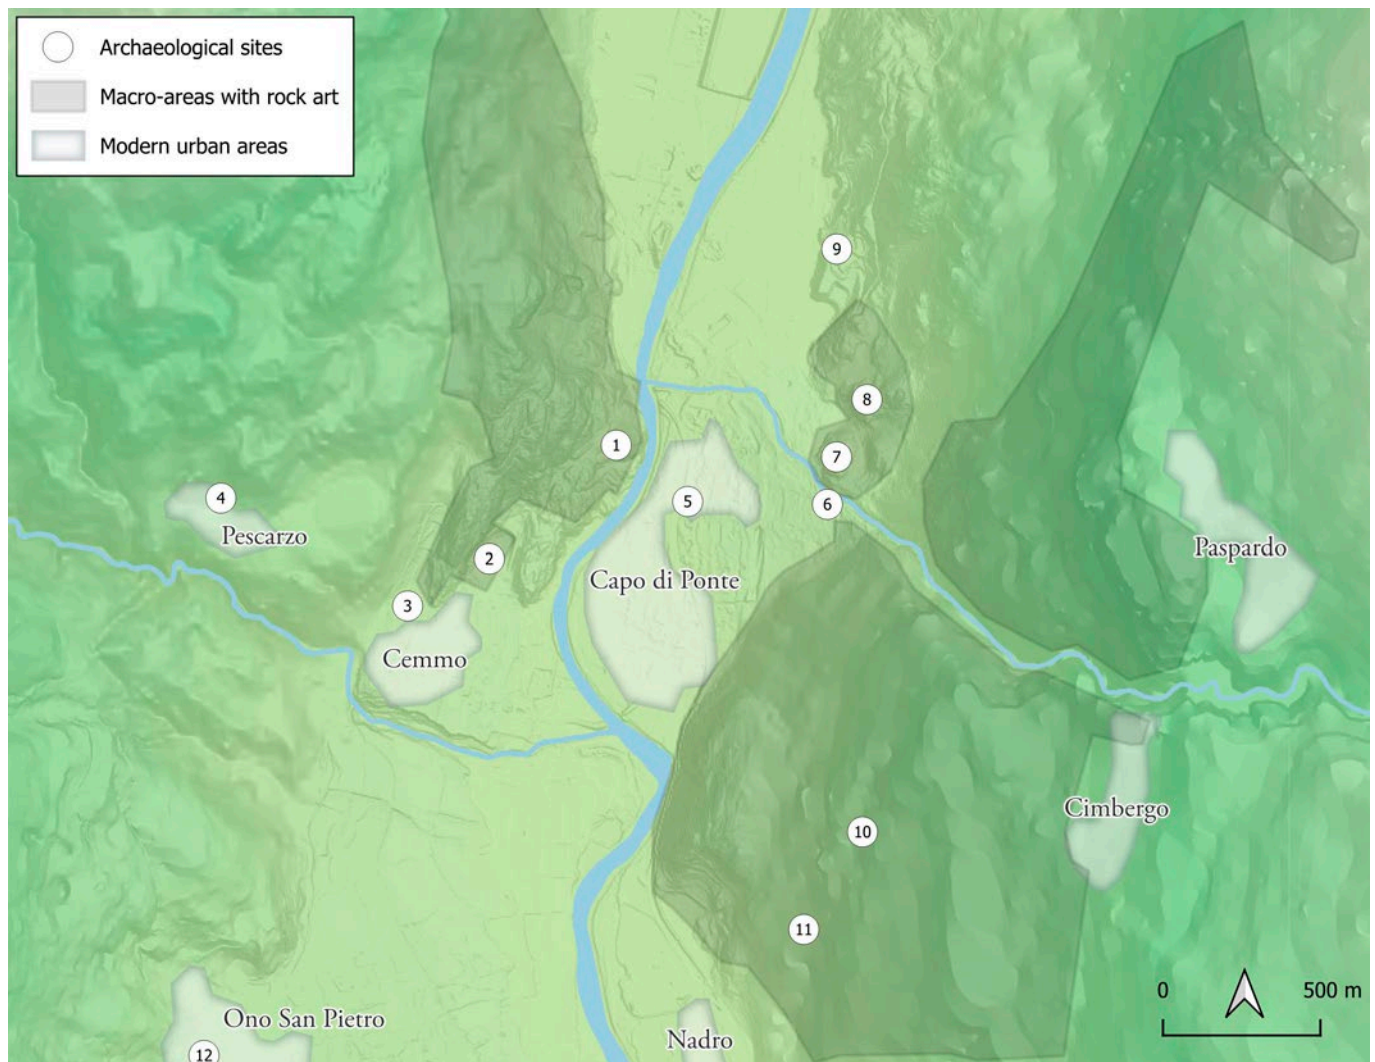 Archaeological sites
Macro-areas with rock art
Modern urban areas
9
8
1
7
4
5
6
Pescarzo
Paspardo
2
Capo di Ponte
3
Cemmo
Cimbergo
10
11
0 500 m
Ono San Pietro
Nadro
12